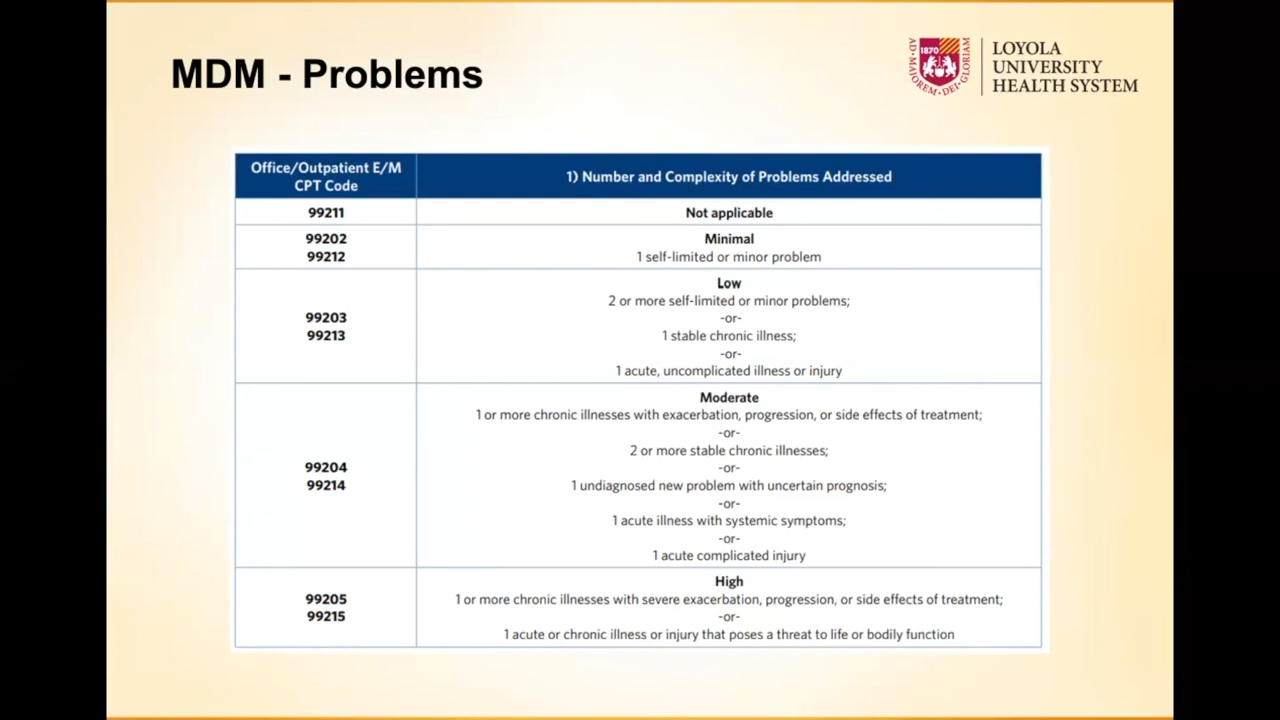 MDM - Problems
1870
AD•MAJOREM•DEI•GLORIAM
LOYOLA
UNIVERSITY
HEALTH SYSTEM
Office/Outpatient E/M
CPT Code
1) Number and Complexity of Problems Addressed
99211
Not applicable
99202
99212
Minimal
1 self-limited or minor problem
99203
99213
Low
2 or more self-limited or minor problems;
-or-
1 stable chronic illness;
-or-
1 acute, uncomplicated illness or injury
99204
99214
Moderate
1 or more chronic illnesses with exacerbation, progression, or side effects of treatment;
-or-
2 or more stable chronic illnesses;
-or-
1 undiagnosed new problem with uncertain prognosis;
-or-
1 acute illness with systemic symptoms;
-or-
1 acute complicated injury
99205
99215
High
1 or more chronic illnesses with severe exacerbation, progression, or side effects of treatment;
-or-
1 acute or chronic illness or injury that poses a threat to life or bodily function